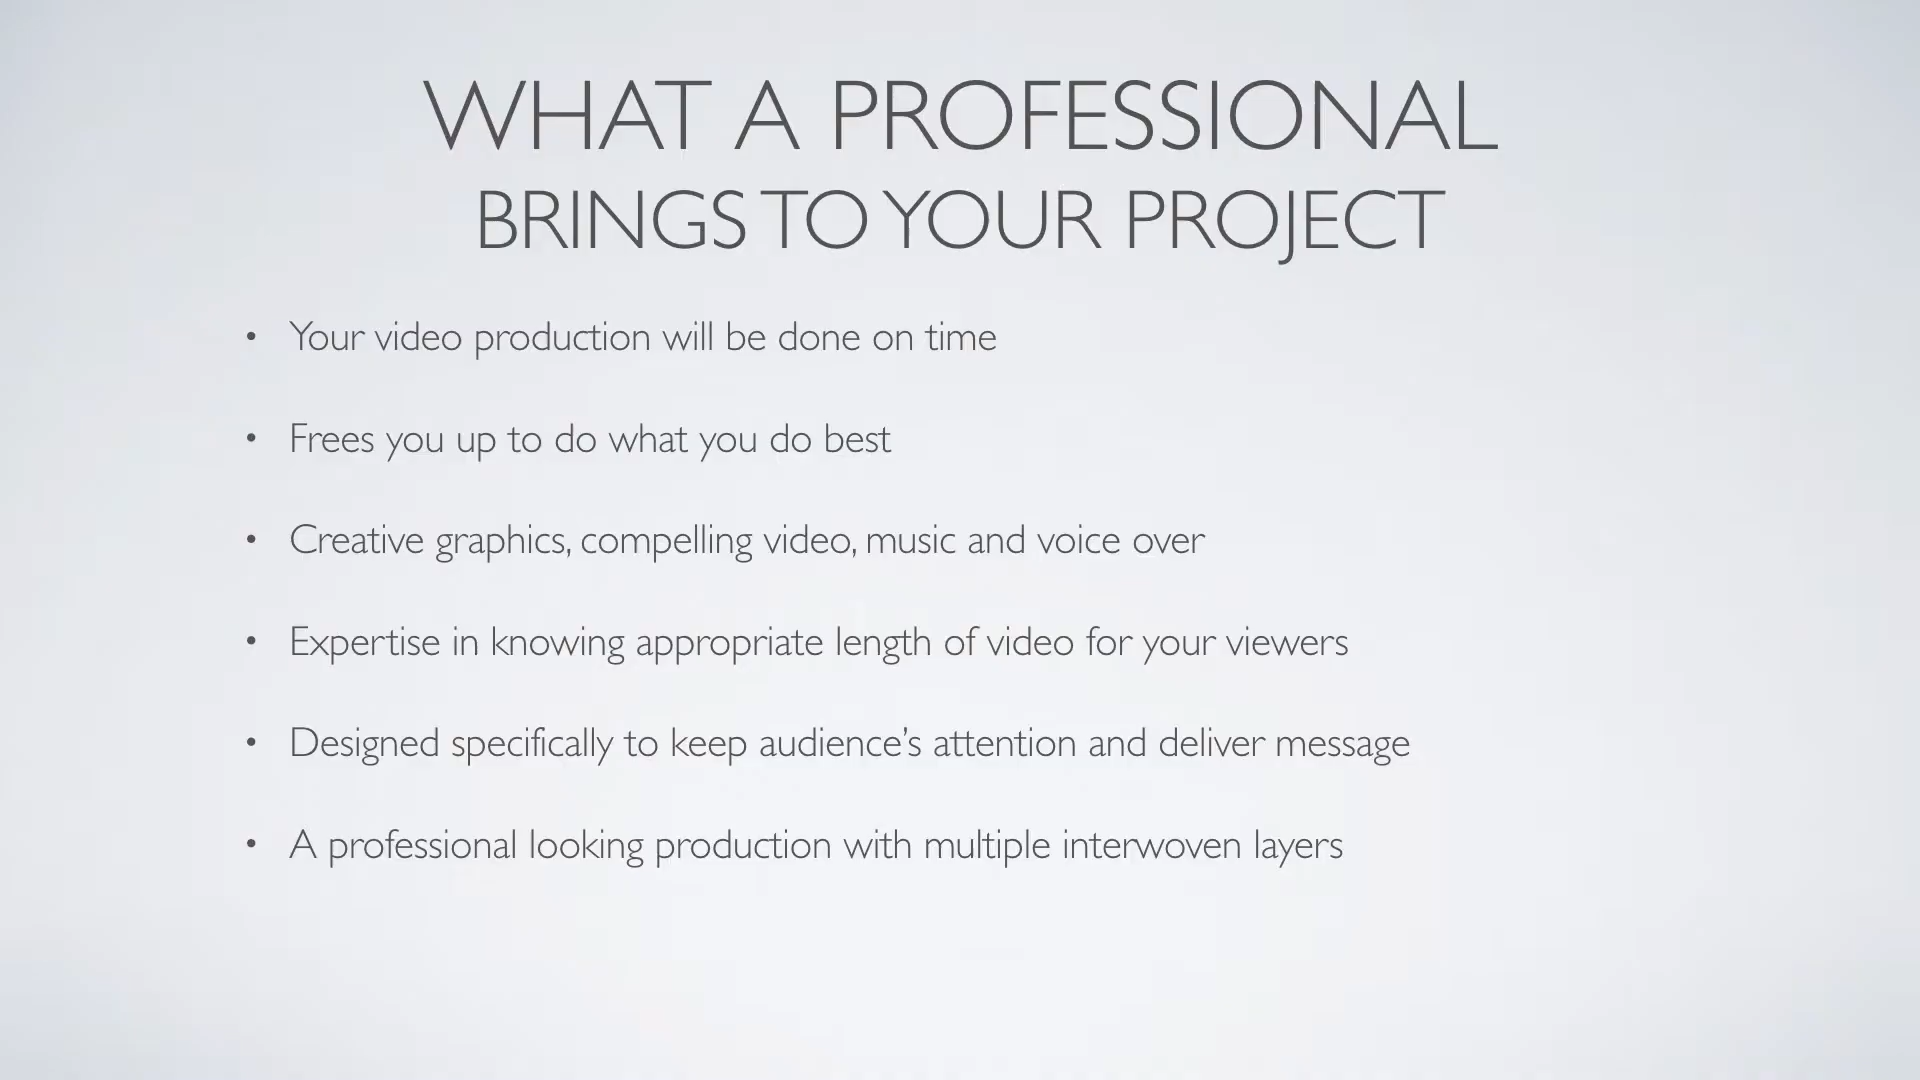 WHAT A PROFESSIONAL
BRINGS TO YOUR PROJECT
• Your video production will be done on time
• Frees you up to do what you do best
• Creative graphics, compelling video, music and voice over
• Expertise in knowing appropriate length of video for your viewers
• Designed specifically to keep audience’s attention and deliver message
• A professional looking production with multiple interwoven layers